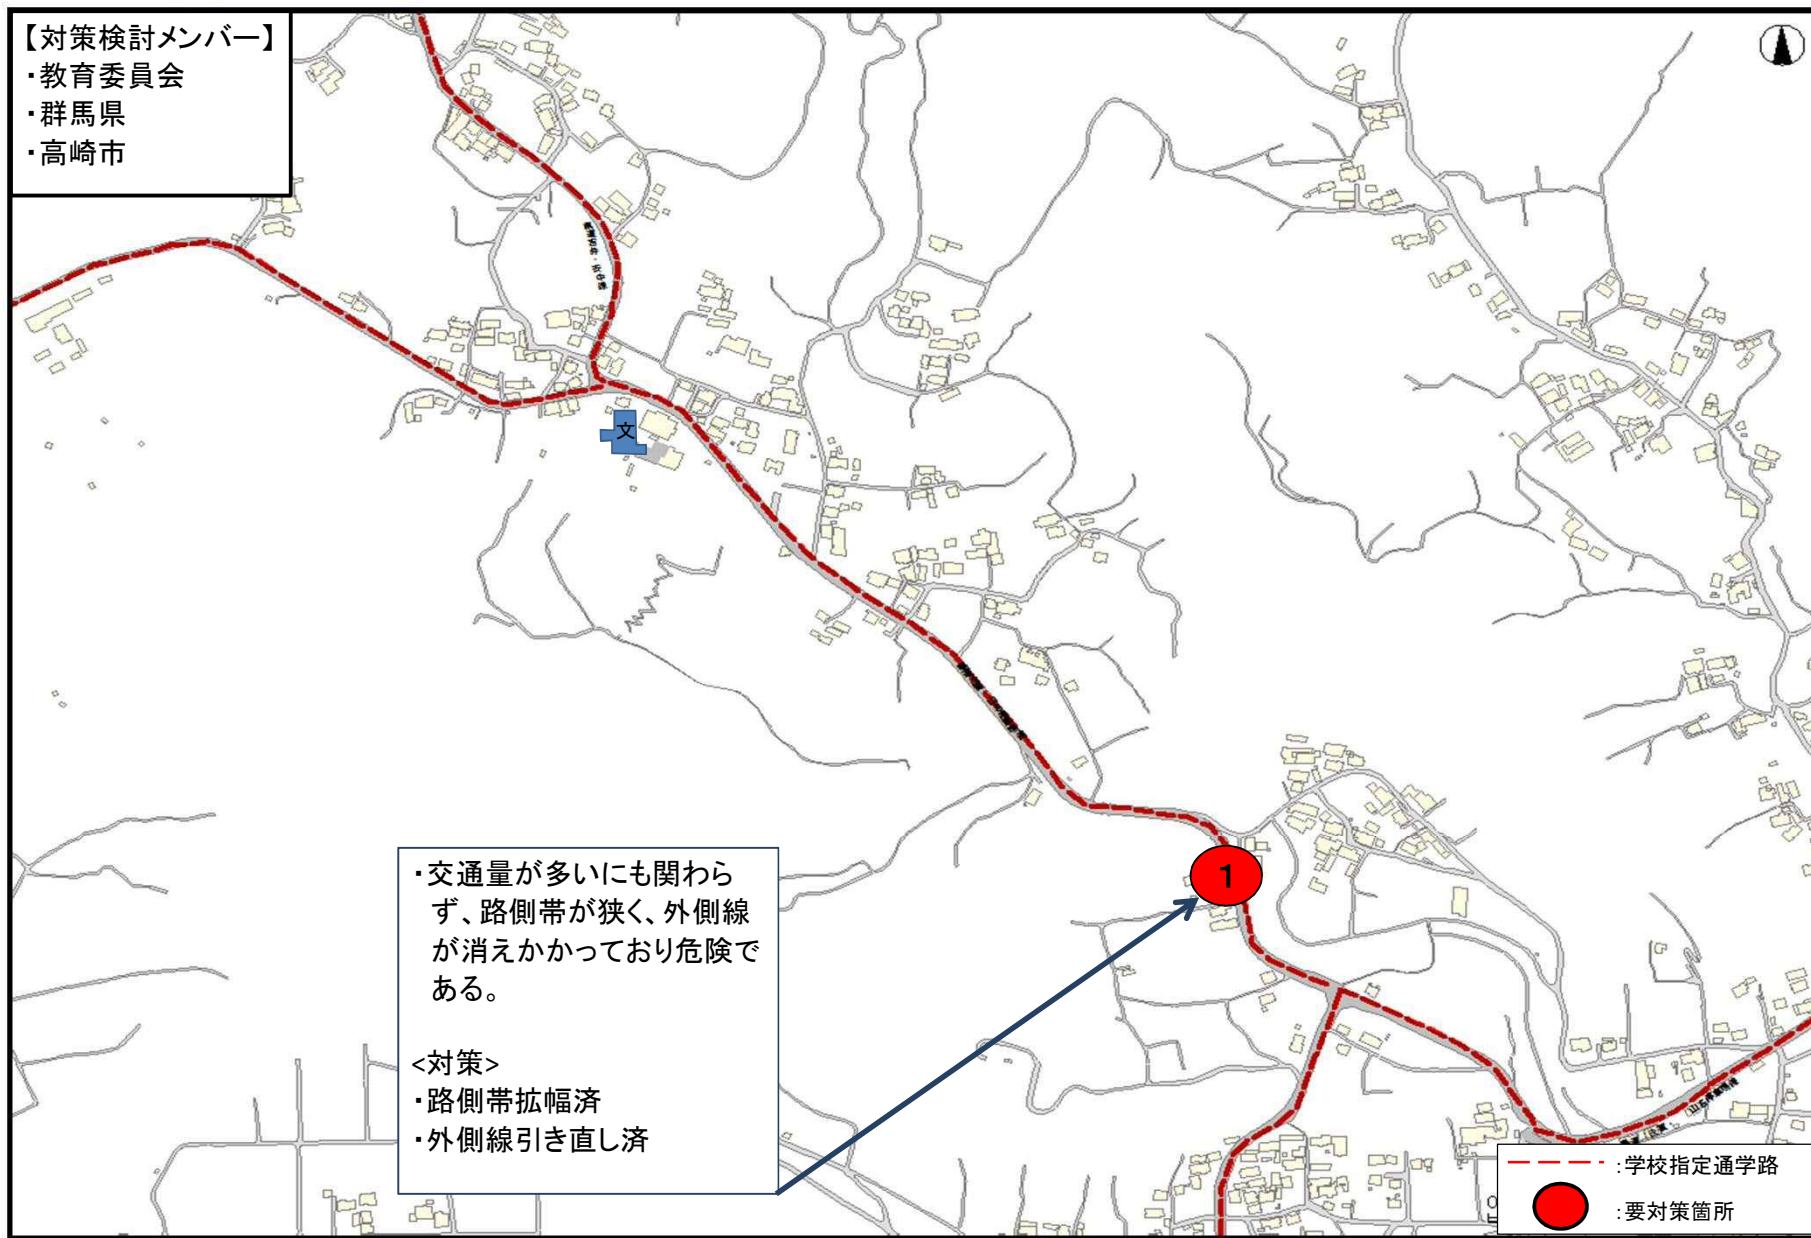 【対策検討メンバー】
・教育委員会
・群馬県
・高崎市
文
1
・交通量が多いにも関わら
ず、路側帯が狭く、外側線
が消えかかっており危険で
ある。
<対策>
・路側帯拡幅済
・外側線引き直し済
:学校指定通学路
:要対策箇所